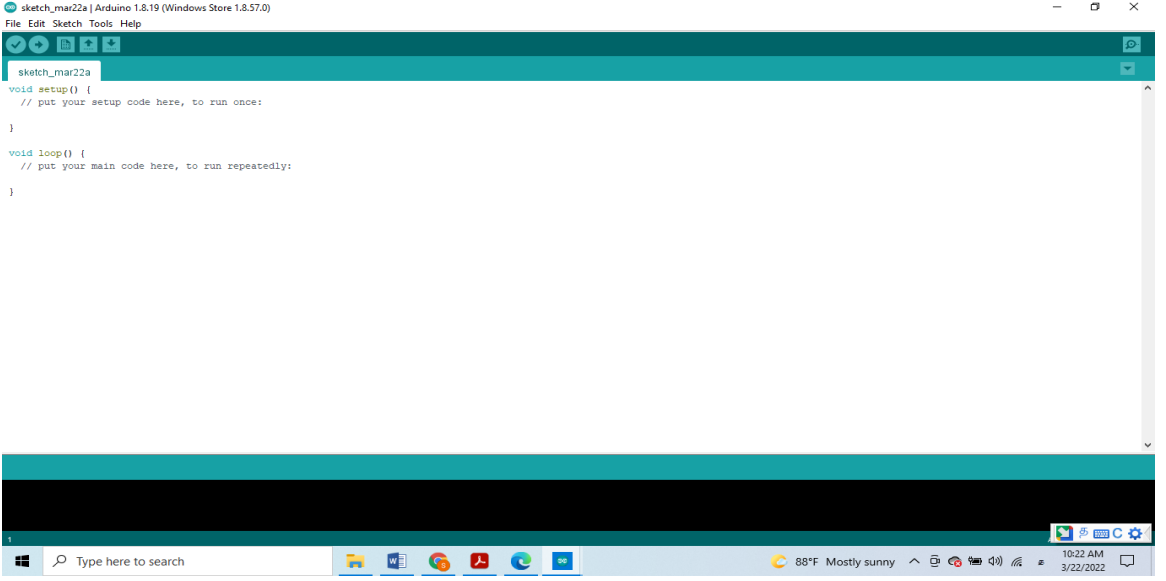 sketch_mar22a | Arduino 1.8.19 (Windows Store 1.8.57.0)
File Edit Sketch Tools Help
sketch_mar22a
void setup() {
  // put your setup code here, to run once:

}

void loop() {
  // put your main code here, to run repeatedly:

}
1
Type here to search
88°F Mostly sunny
10:22 AM
3/22/2022